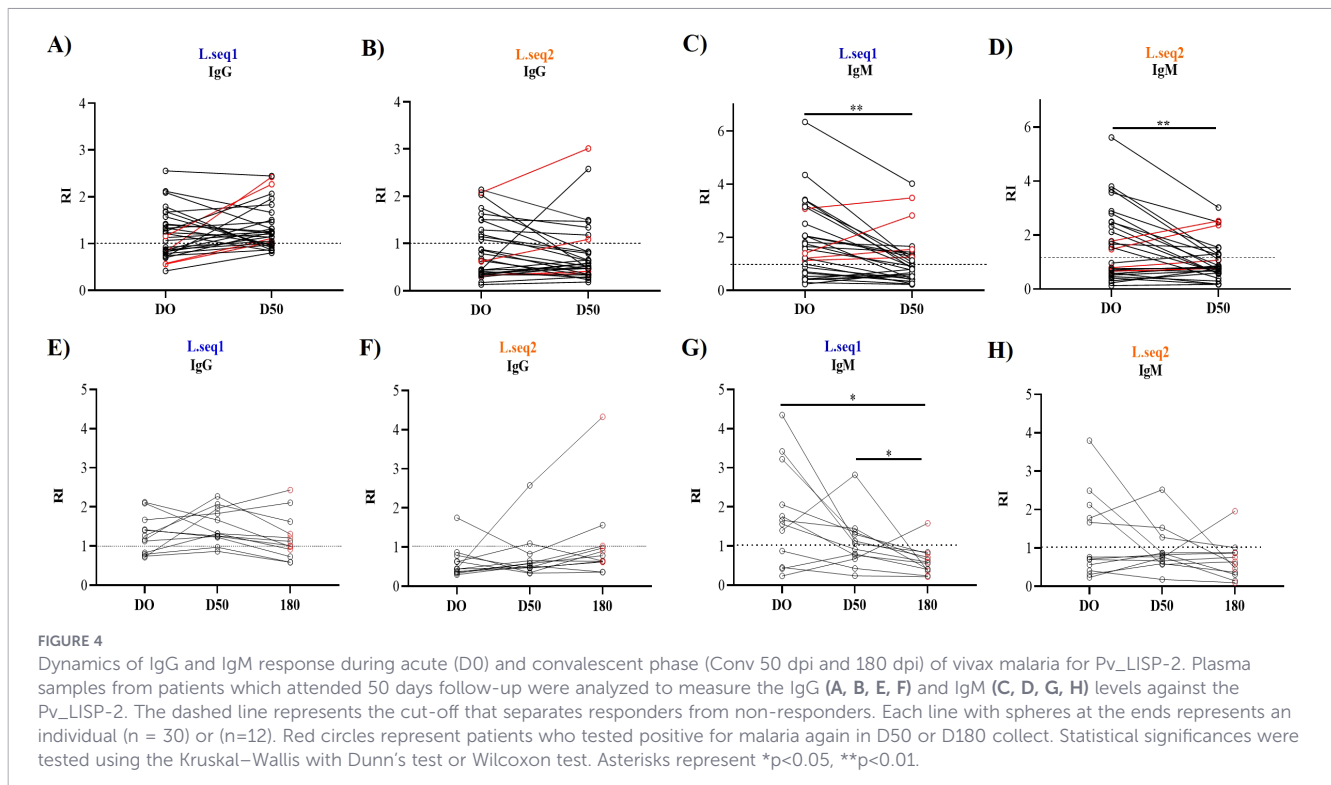 A)
L.seq1
IgG
RI
4
3
2
1
0
DO
D50
B)
L.seq2
IgG
RI
4
3
2
1
0
DO
D50
C)
L.seq1
IgM
**
RI
6
4
2
0
DO
D50
D)
L.seq2
IgM
**
RI
6
4
2
0
DO
D50
E)
L.seq1
IgG
RI
5
4
3
2
1
0
DO
D50
180
F)
L.seq2
IgG
RI
5
4
3
2
1
0
DO
D50
180
G)
L.seq1
IgM
*
*
RI
5
4
3
2
1
0
DO
D50
180
H)
L.seq2
IgM
RI
5
4
3
2
1
0
DO
D50
180
FIGURE 4
Dynamics of IgG and IgM response during acute (D0) and convalescent phase (Conv 50 dpi and 180 dpi) of vivax malaria for Pv_LISP-2. Plasma
samples from patients which attended 50 days follow-up were analyzed to measure the IgG (A, B, E, F) and IgM (C, D, G, H) levels against the
Pv_LISP-2. The dashed line represents the cut-off that separates responders from non-responders. Each line with spheres at the ends represents an
individual (n = 30) or (n=12). Red circles represent patients who tested positive for malaria again in D50 or D180 collect. Statistical significances were
tested using the Kruskal–Wallis with Dunn's test or Wilcoxon test. Asterisks represent *p<0.05, **p<0.01.